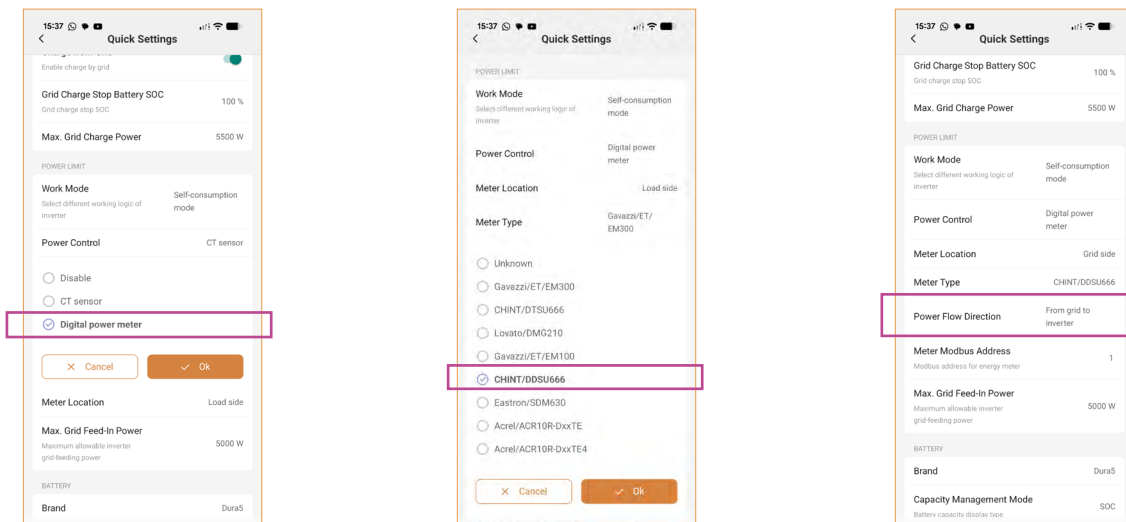 15:37
Quick Settings
Enable charge by grid
Grid Charge Stop Battery SOC
100 %
Grid charge stop SOC
Max. Grid Charge Power
5500 W
POWER LIMIT
Work Mode
Select different working logic of
inverter
Self-consumption
mode
Power Control
CT sensor
Disable
CT sensor
Digital power meter
Cancel
Ok
Meter Location
Load side
Max. Grid Feed-In Power
Maximum allowable inverter
grid-feeding power
5000 W
BATTERY
Brand
Dura5
15:37
Quick Settings
POWER LIMIT
Work Mode
Select different working logic of
inverter
Self-consumption
mode
Power Control
Digital power
meter
Meter Location
Load side
Meter Type
Gavazzi/ET/
EM300
Unknown
Gavazzi/ET/EM300
CHINT/DTSU666
Lovato/DMG210
Gavazzi/ET/EM100
CHINT/DDSU666
Eastron/SDM630
Acrel/ACR10R-DxxTE
Acrel/ACR10R-DxxTE4
Cancel
Ok
15:37
Quick Settings
Grid Charge Stop Battery SOC
Grid charge stop SOC
100 %
Max. Grid Charge Power
5500 W
POWER LIMIT
Work Mode
Select different working logic of
inverter
Self-consumption
mode
Power Control
Digital power
meter
Meter Location
Grid side
Meter Type
CHINT/DDSU666
Power Flow Direction
From grid to
inverter
Meter Modbus Address
Modbus address for energy meter
1
Max. Grid Feed-In Power
Maximum allowable inverter
grid-feeding power
5000 W
BATTERY
Brand
Dura5
Capacity Management Mode
Battery capacity display type
SOC